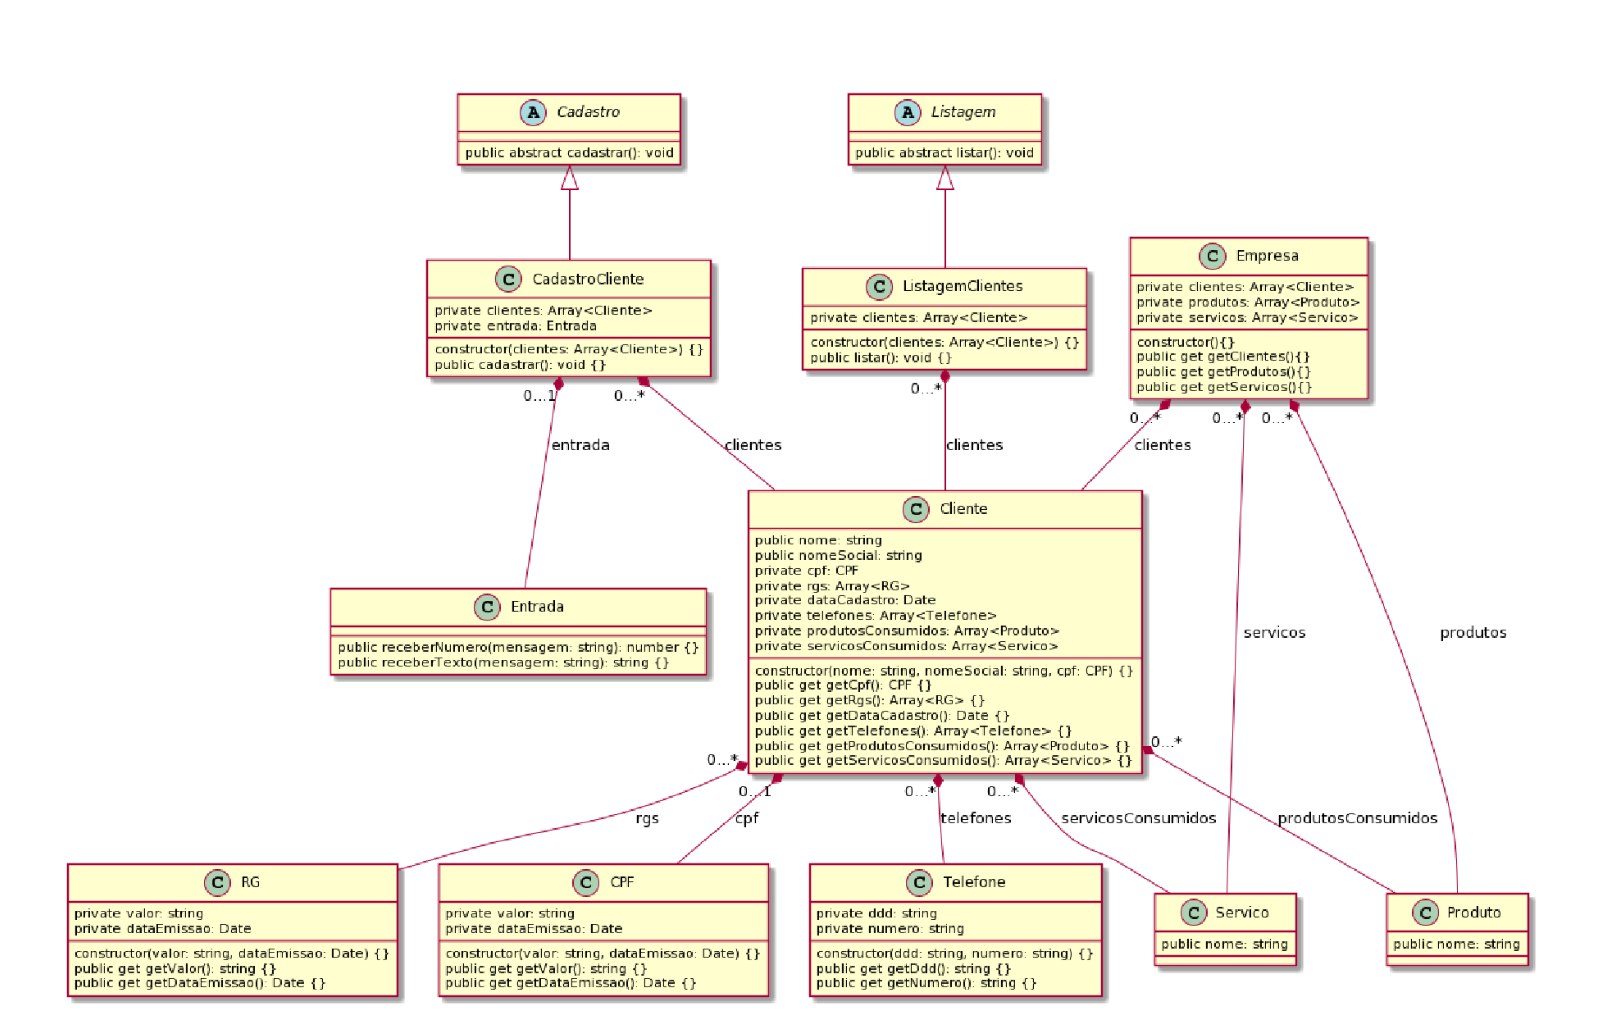 A Cadastro
public abstract cadastrar(): void
A Listagem
public abstract listar(): void
C CadastroCliente
private clientes: Array<Cliente>
private entrada: Entrada
constructor(clientes: Array<Cliente>) {}
public cadastrar(): void {}
C ListagemClientes
private clientes: Array<Cliente>
constructor(clientes: Array<Cliente>) {}
public listar(): void {}
C Empresa
private clientes: Array<Cliente>
private produtos: Array<Produto>
private servicos: Array<Servico>
constructor(){}
public get getClientes(){}
public get getProdutos(){}
public get getServicos(){}
0...1
0...*
0...*
0...*
0...*
0...*
entrada
clientes
clientes
clientes
servicos
produtos
C Cliente
public nome: string
public nomeSocial: string
private cpf: CPF
private rgs: Array<RG>
private dataCadastro: Date
private telefones: Array<Telefone>
private produtosConsumidos: Array<Produto>
private servicosConsumidos: Array<Servico>
constructor(nome: string, nomeSocial: string, cpf: CPF) {}
public get getCpf(): CPF {}
public get getRgs(): Array<RG> {}
public get getDataCadastro(): Date {}
public get getTelefones(): Array<Telefone> {}
public get getProdutosConsumidos(): Array<Produto> {}
public get getServicosConsumidos(): Array<Servico> {}
C Entrada
public receberNumero(mensagem: string): number {}
public receberTexto(mensagem: string): string {}
0...*
0...1
0...*
0...*
0...*
rgs
cpf
telefones
servicosConsumidos
produtosConsumidos
C RG
private valor: string
private dataEmissao: Date
constructor(valor: string, dataEmissao: Date) {}
public get getValor(): string {}
public get getDataEmissao(): Date {}
C CPF
private valor: string
private dataEmissao: Date
constructor(valor: string, dataEmissao: Date) {}
public get getValor(): string {}
public get getDataEmissao(): Date {}
C Telefone
private ddd: string
private numero: string
constructor(ddd: string, numero: string) {}
public get getDdd(): string {}
public get getNumero(): string {}
C Servico
public nome: string
C Produto
public nome: string